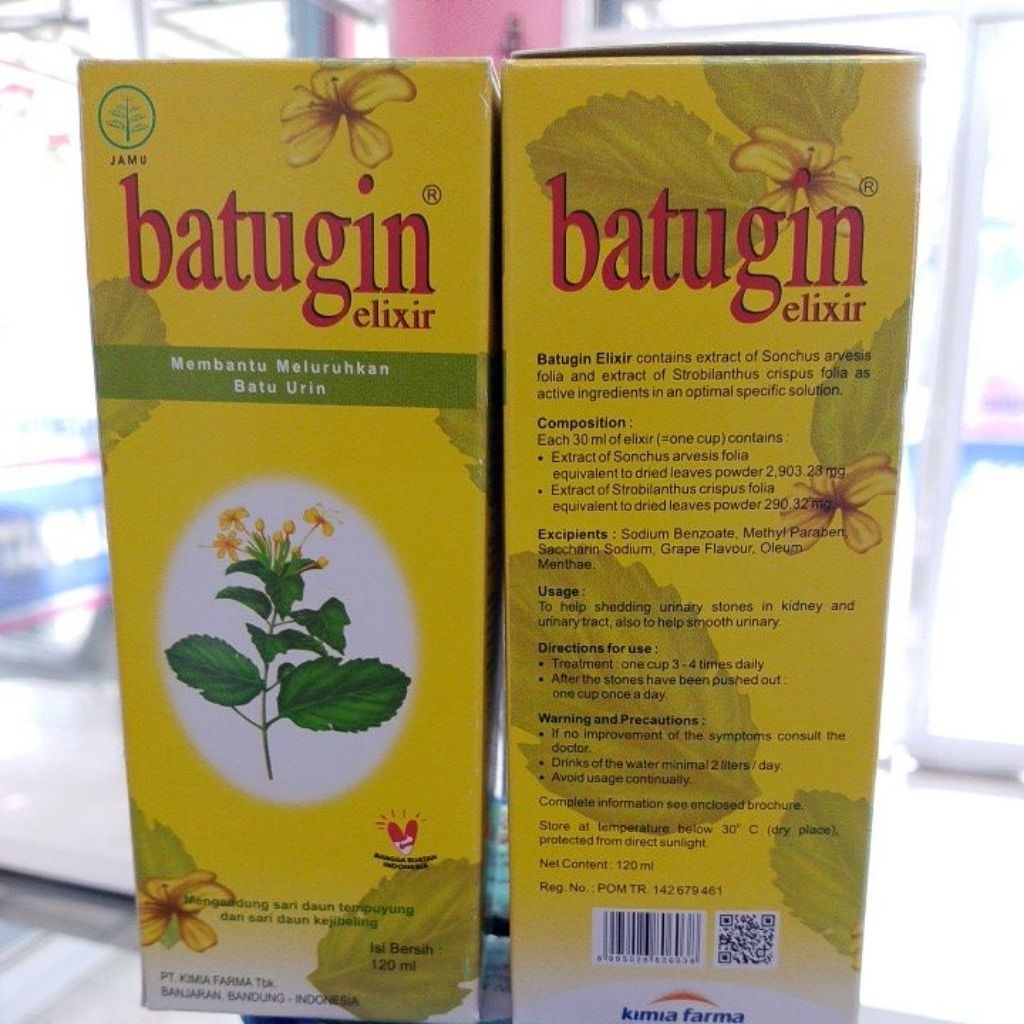 JAMU
batugin®
elixir
Membantu Meluruhkan
Batu Urin
BANGGA BUATAN
INDONESIA
Mengandung sari daun tempuyung
dan sari daun kejibeling
Isi Bersih :
120 ml
PT. KIMIA FARMA Tbk.
BANJARAN, BANDUNG - INDONESIA
batugin®
elixir
Batugin Elixir contains extract of Sonchus arvesis
folia and extract of Strobilanthus crispus folia as
active ingredients in an optimal specific solution.
Composition :
Each 30 ml of elixir (=one cup) contains :
• Extract of Sonchus arvesis folia
equivalent to dried leaves powder 2,903.23 mg.
• Extract of Strobilanthus crispus folia
equivalent to dried leaves powder 290.32 mg
Excipients : Sodium Benzoate, Methyl Paraben,
Saccharin Sodium, Grape Flavour, Oleum
Menthae.
Usage :
To help shedding urinary stones in kidney and
urinary tract, also to help smooth urinary.
Directions for use :
• Treatment : one cup 3 - 4 times daily
• After the stones have been pushed out :
one cup once a day.
Warning and Precautions :
• If no improvement of the symptoms consult the
doctor.
• Drinks of the water minimal 2 liters / day.
• Avoid usage continually.
Complete information see enclosed brochure.
Store at temperature below 30° C (dry place),
protected from direct sunlight.
Net Content : 120 ml
Reg. No. : POM TR. 142 679 461
kimia farma